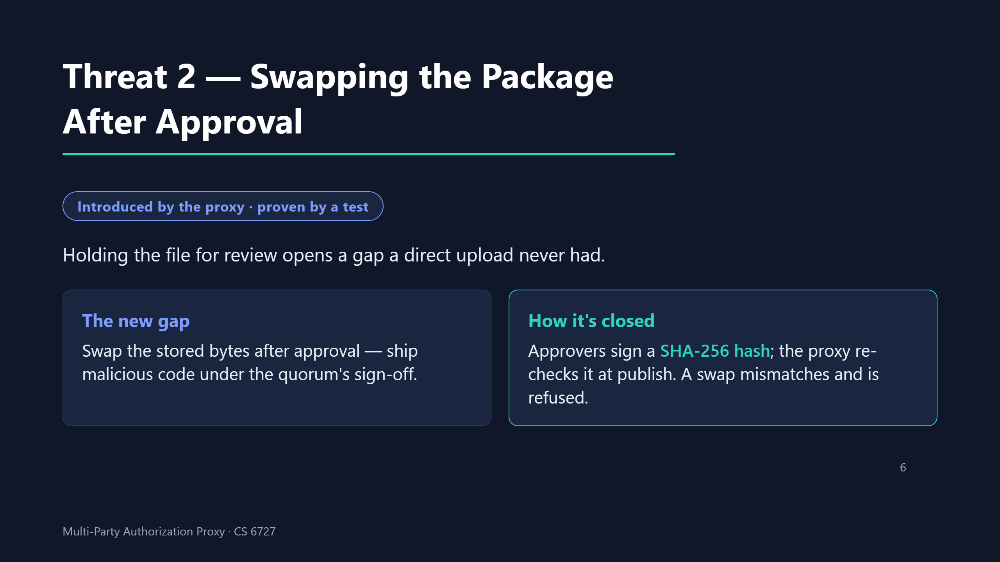 Threat 2 — Swapping the Package
After Approval
Introduced by the proxy · proven by a test
Holding the file for review opens a gap a direct upload never had.
The new gap
Swap the stored bytes after approval — ship
malicious code under the quorum's sign-off.
How it's closed
Approvers sign a SHA-256 hash; the proxy re-
checks it at publish. A swap mismatches and is
refused.
6
Multi-Party Authorization Proxy · CS 6727